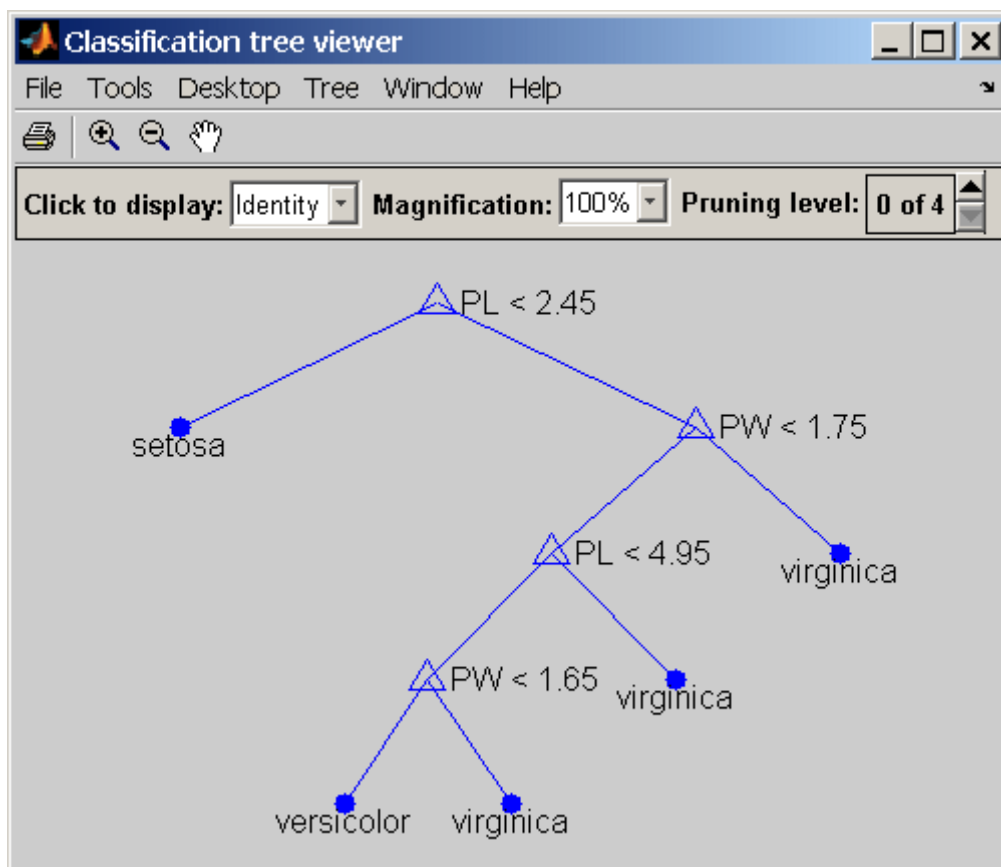 Classification tree viewer
File Tools Desktop Tree Window Help
Click to display: Identity Magnification: 100% Pruning level: 0 of 4
PL < 2.45
setosa
PW < 1.75
PL < 4.95
virginica
PW < 1.65
virginica
versicolor
virginica